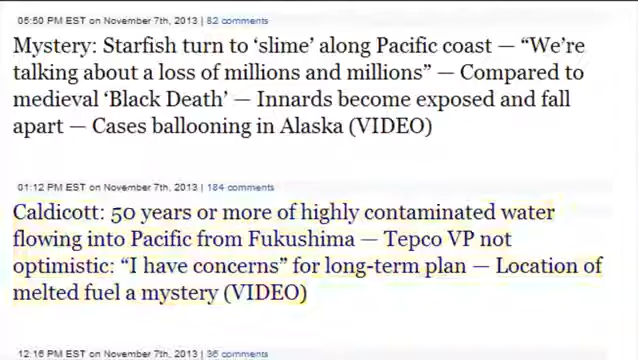 05:50 PM EST on November 7th, 2013 | 82 comments
Mystery: Starfish turn to ‘slime’ along Pacific coast — “We’re
talking about a loss of millions and millions” — Compared to
medieval ‘Black Death’ — Innards become exposed and fall
apart — Cases ballooning in Alaska (VIDEO)
01:12 PM EST on November 7th, 2013 | 184 comments
Caldicott: 50 years or more of highly contaminated water
flowing into Pacific from Fukushima — Tepco VP not
optimistic: “I have concerns” for long-term plan — Location of
melted fuel a mystery (VIDEO)
12:16 PM EST on November 7th, 2013 | 36 comments